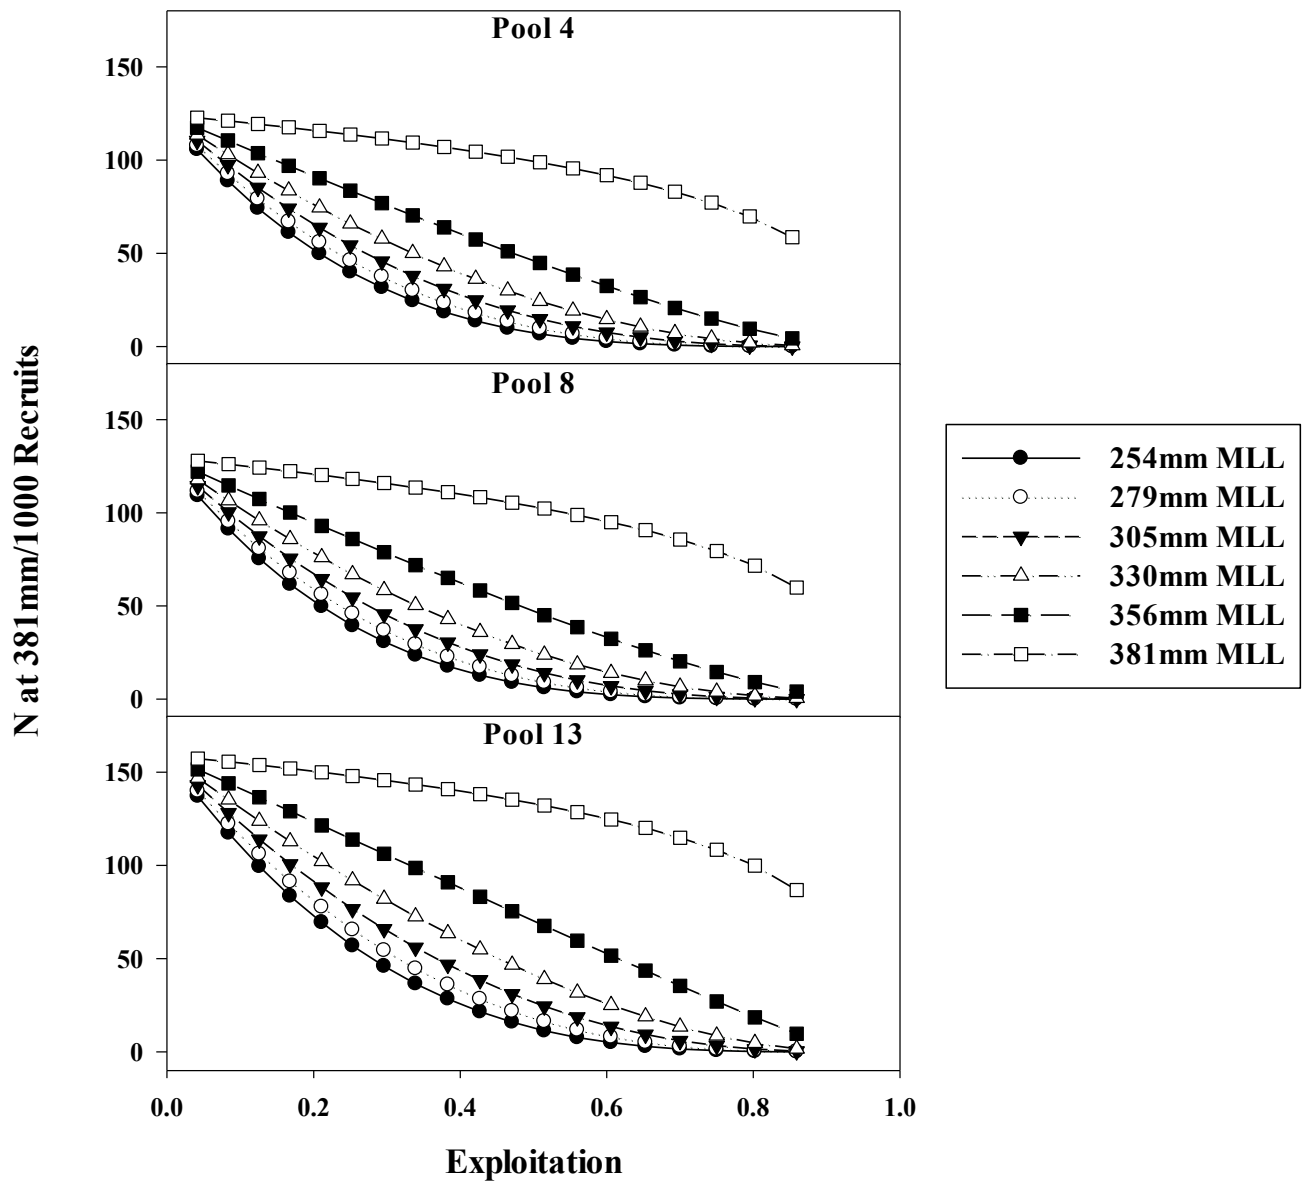 Pool 4
150
100
50
0
Pool 8
150
100
50
0
Pool 13
150
100
50
0
0.0 0.2 0.4 0.6 0.8 1.0
Exploitation
N at 381mm/1000 Recruits
254mm MLL
279mm MLL
305mm MLL
330mm MLL
356mm MLL
381mm MLL